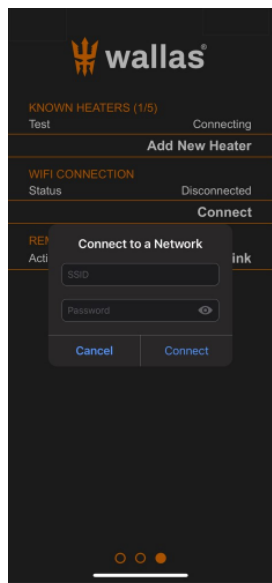 wallas
KNOWN HEATERS (1/5)
Test Connecting
Add New Heater
WIFI CONNECTION
Status Disconnected
Connect
Connect to a Network
SSID
Password
Cancel Connect